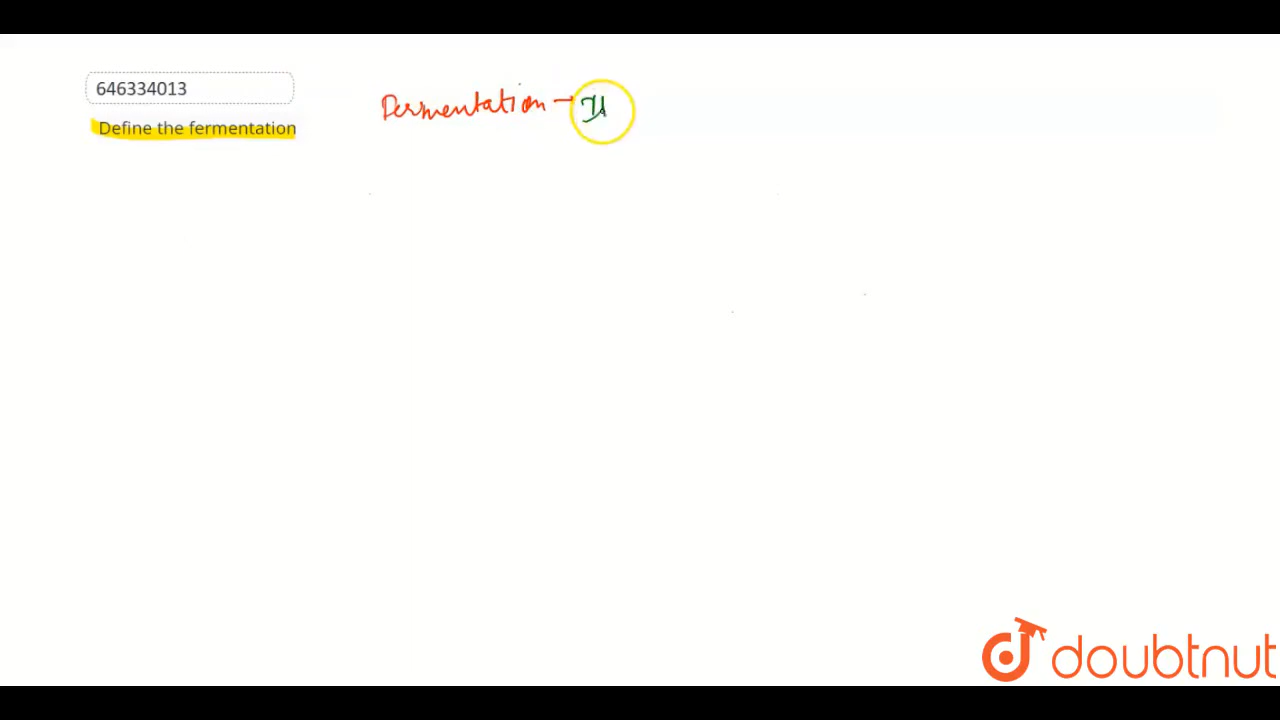 646334013
Define the fermentation
Fermentation →
doubtnut